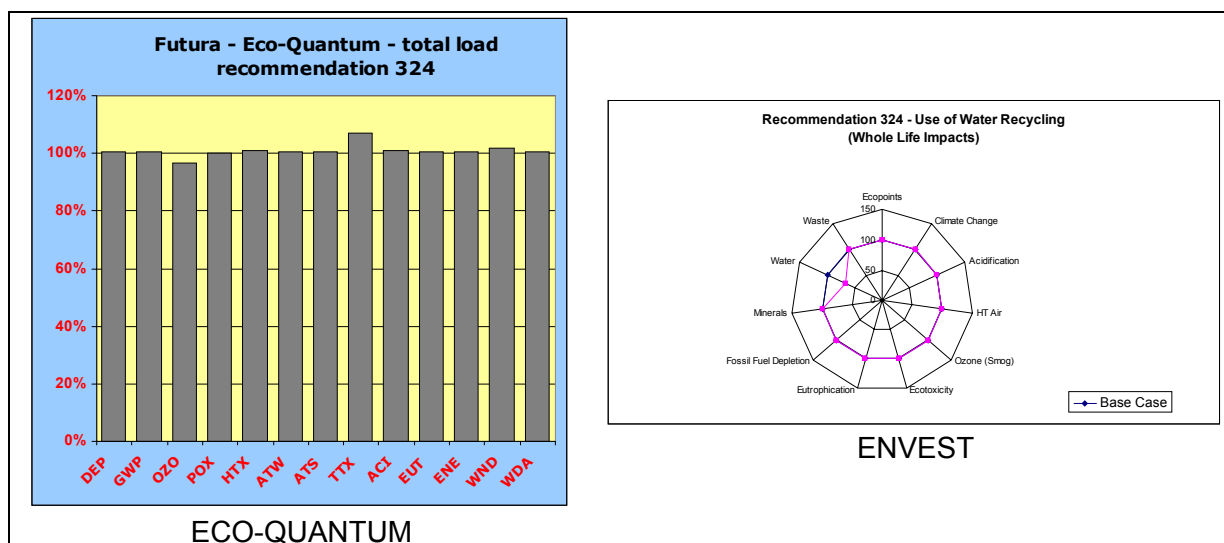 Futura - Eco-Quantum - total load
recommendation 324
120%
100%
80%
60%
40%
20%
0%
DEP
GWP
OZO
POX
HTX
ATW
ATS
TTX
ACI
EUT
ENE
WND
WDA
ECO-QUANTUM
Recommendation 324 - Use of Water Recycling
(Whole Life Impacts)
Ecopoints
150
Waste
Climate Change
100
Water
Acidification
50
Minerals
0
HT Air
Fossil Fuel Depletion
Ozone (Smog)
Eutrophication
Ecotoxicity
Base Case
ENVEST